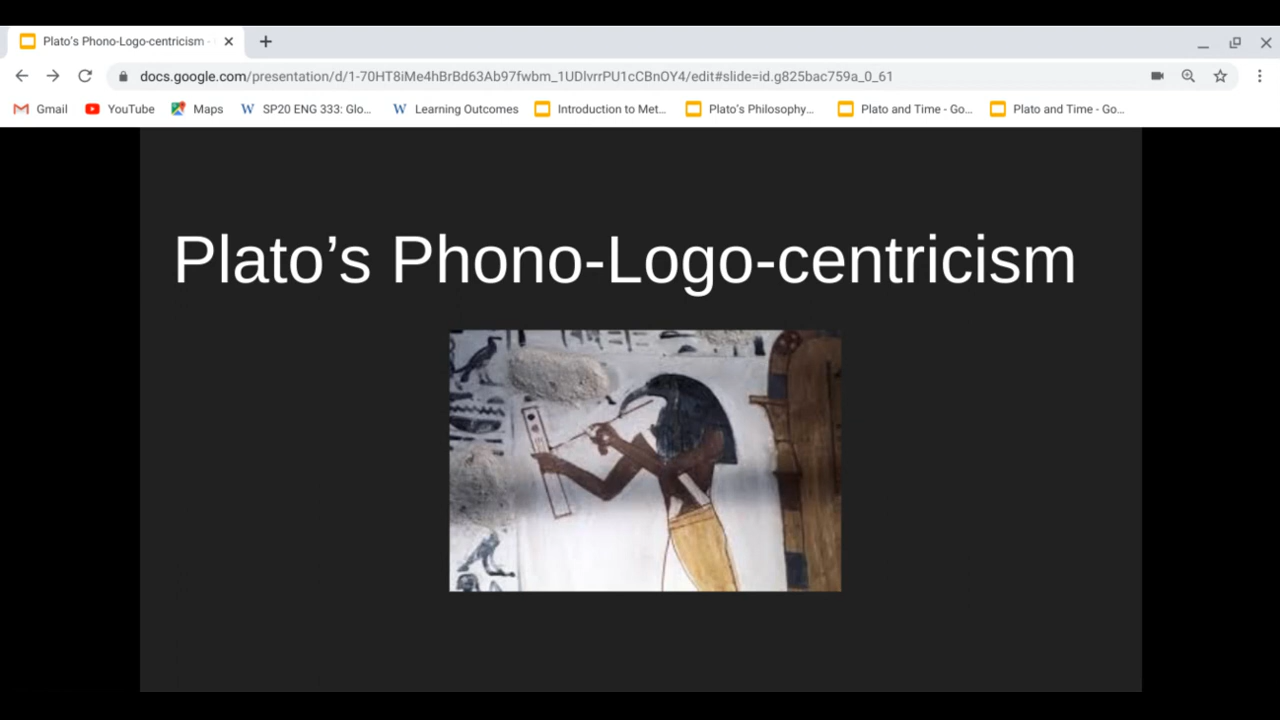 Plato’s Phono-Logo-centricism -
docs.google.com/presentation/d/1-70HT8iMe4hBrBd63Ab97fwbm_1UDlvrrPU1cCBnOY4/edit#slide=id.g825bac759a_0_61
Gmail YouTube Maps SP20 ENG 333: Glo... Learning Outcomes Introduction to Met... Plato’s Philosophy... Plato and Time - Go... Plato and Time - Go...
Plato’s Phono-Logo-centricism